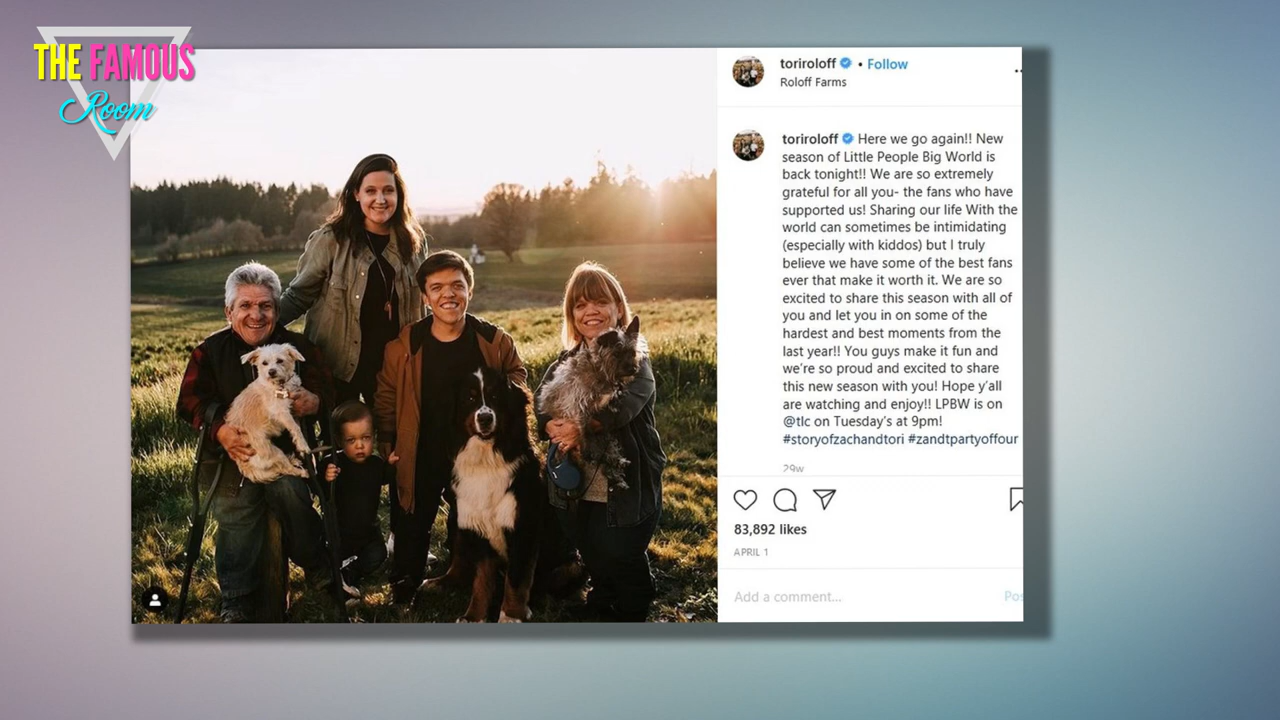 THE FAMOUS
Room
toriroloff • Follow
Roloff Farms
toriroloff Here we go again!! New
season of Little People Big World is
back tonight!! We are so extremely
grateful for all you- the fans who have
supported us! Sharing our life With the
world can sometimes be intimidating
(especially with kiddos) but I truly
believe we have some of the best fans
ever that make it worth it. We are so
excited to share this season with all of
you and let you in on some of the
hardest and best moments from the
last year!! You guys make it fun and
we're so proud and excited to share
this new season with you! Hope y'all
are watching and enjoy!! LPBW is on
@tlc on Tuesday's at 9pm!
#storyofzachandtori #zandtpartyoffour
29w
83,892 likes
APRIL 1
Add a comment...
Pos